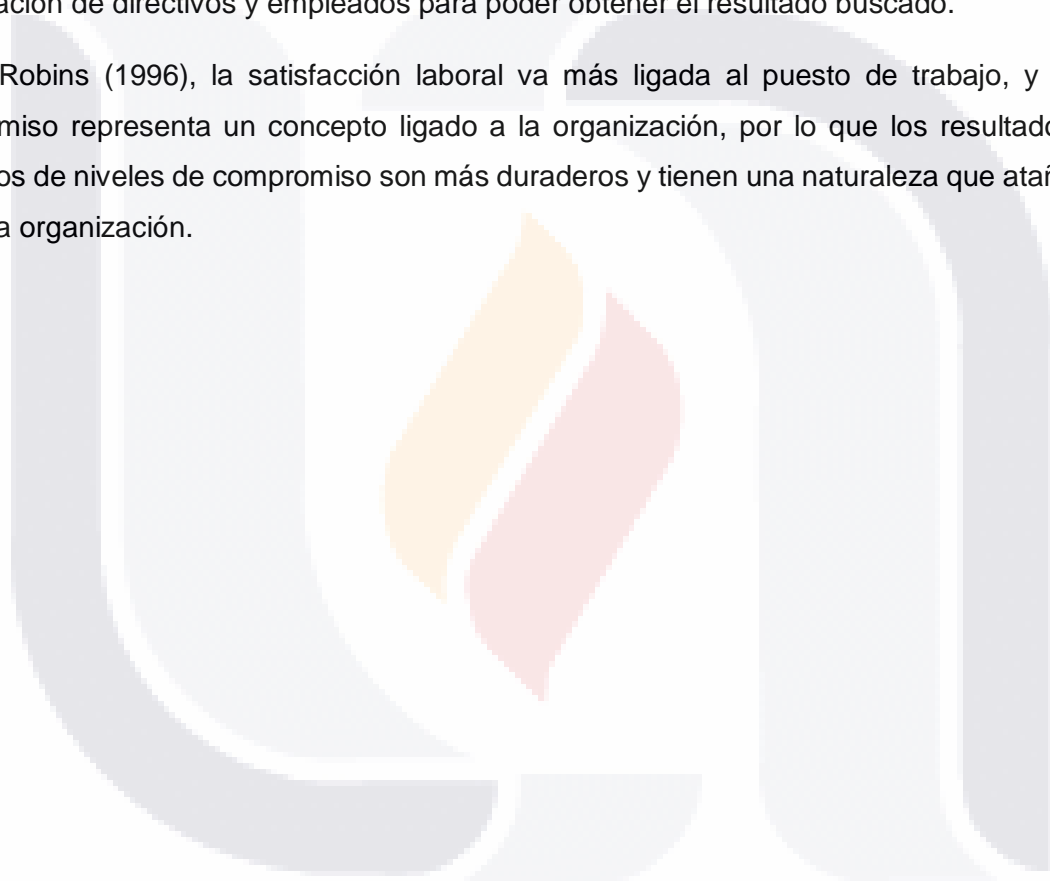 ación de directivos y empleados para poder obtener el resultado buscado.
Robins (1996), la satisfacción laboral va más ligada al puesto de trabajo, y
miso representa un concepto ligado a la organización, por lo que los resultado
os de niveles de compromiso son más duraderos y tienen una naturaleza que atañ
a organización.